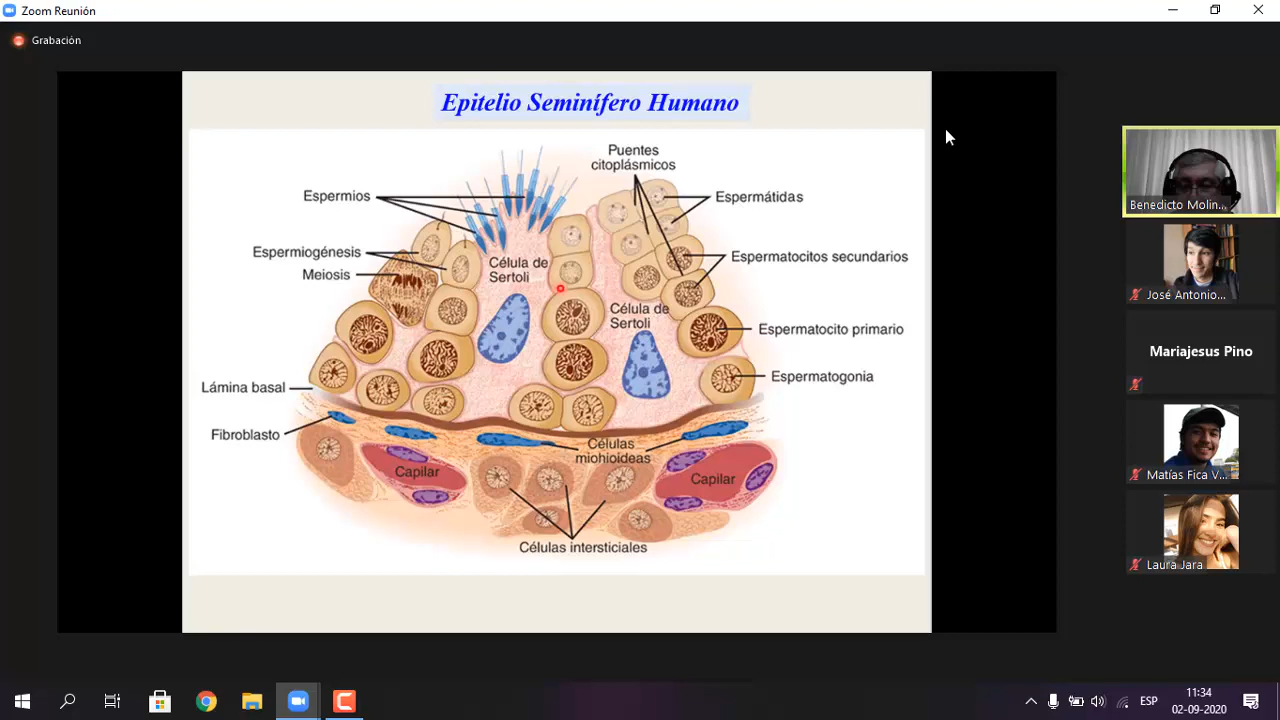 Zoom Reunión
Grabación
Epitelio Seminífero Humano
Puentes
citoplásmicos
Espermios
Espermátidas
Espermiogénesis
Meiosis
Célula de
Sertoli
Espermatocitos secundarios
Célula de
Sertoli
Espermatocito primario
Espermatogonia
Lámina basal
Fibroblasto
Células
miohioideas
Capilar
Capilar
Células intersticiales
Benedicto Molin...
José Antonio...
Mariajesus Pino
Matías Fica V...
Laura Jara
ESP
11:34
02-09-2020